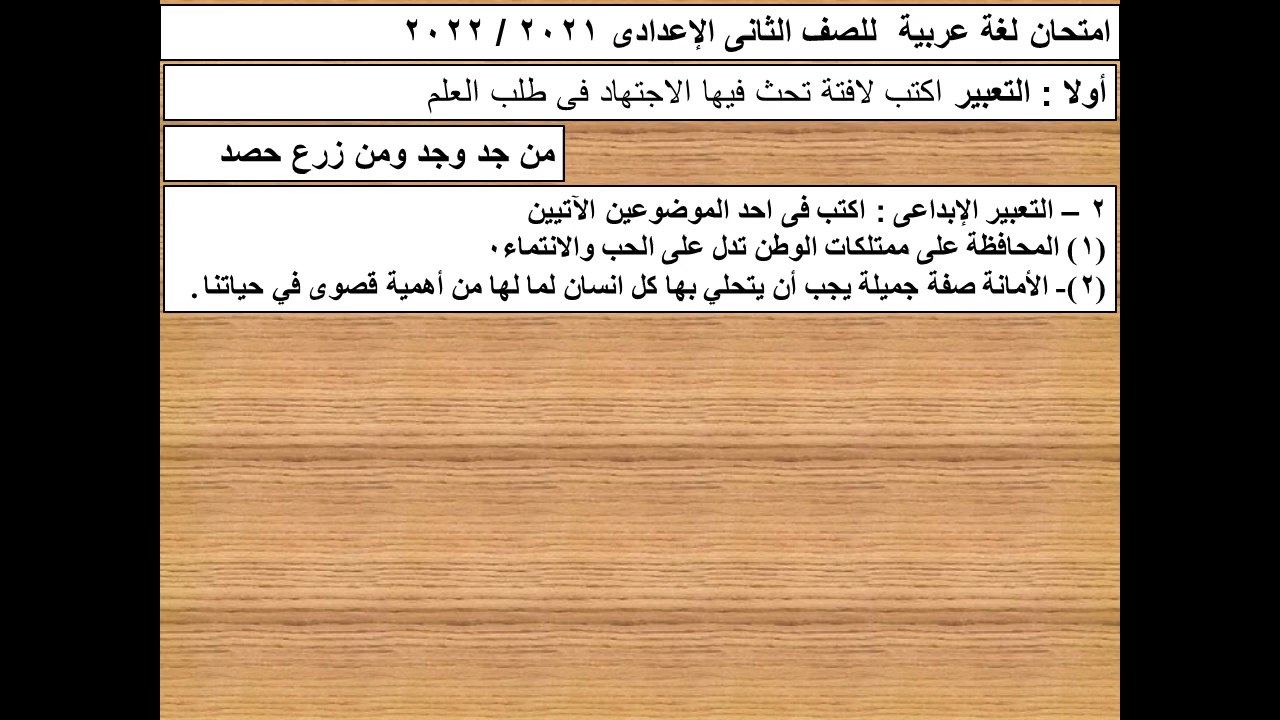 امتحان لغة عربية للصف الثانى الإعدادى ٢٠٢١ / ٢٠٢٢
أولا : التعبير اكتب لافتة تحث فيها الاجتهاد فى طلب العلم
من جد وجد ومن زرع حصد
٢ – التعبير الإبداعى : اكتب فى احد الموضوعين الآتيين
(١) المحافظة على ممتلكات الوطن تدل على الحب والانتماء٠
(٢)- الأمانة صفة جميلة يجب أن يتحلي بها كل انسان لما لها من أهمية قصوى في حياتنا .